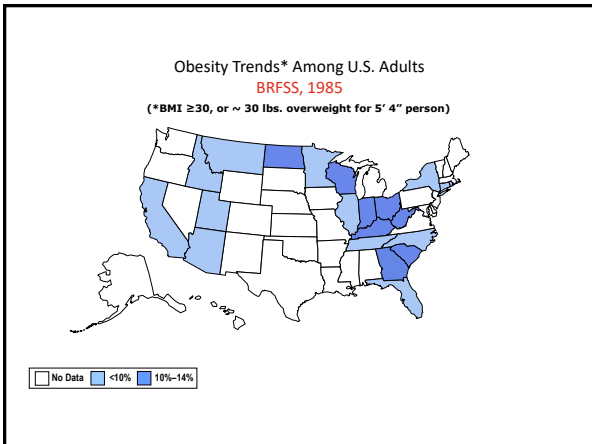 Obesity Trends* Among U.S. Adults
BRFSS, 1985
(*BMI ≥30, or ~ 30 lbs. overweight for 5’ 4” person)
No Data <10% 10%–14%